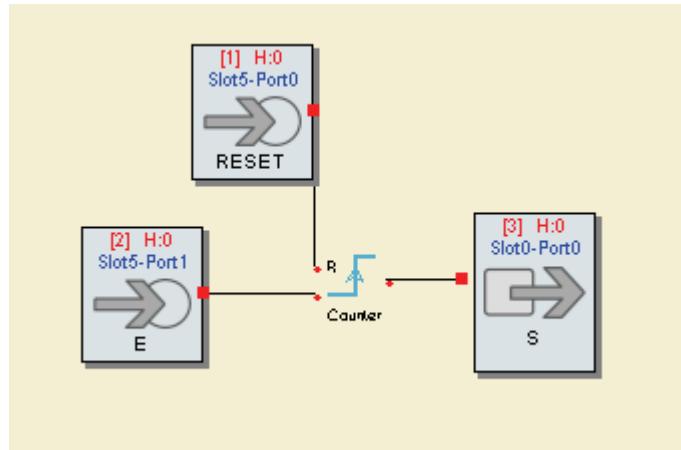 [1] H:0
Slot5-Port0
RESET
[2] H:0
Slot5-Port1
E
R
Counter
[3] H:0
Slot0-Port0
S